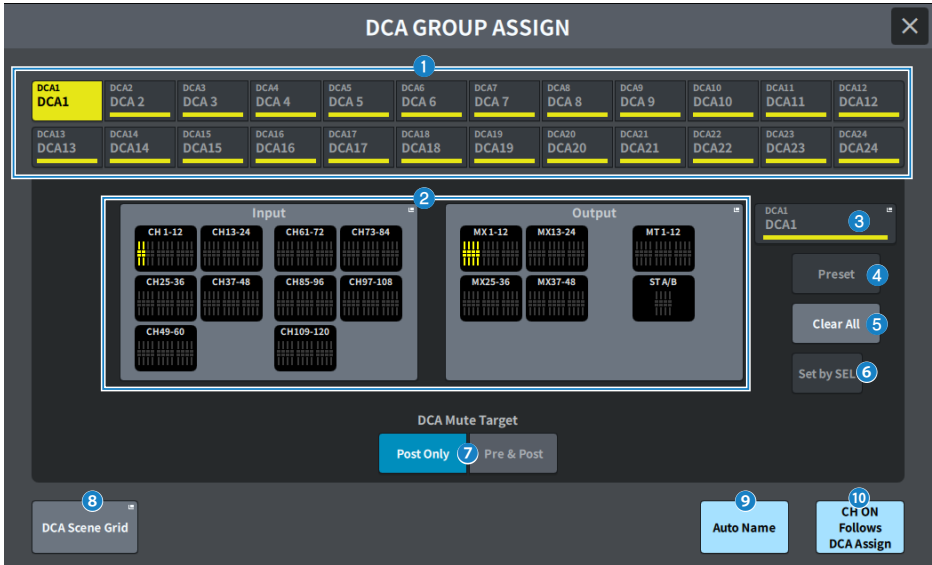 DCA GROUP ASSIGN
1
DCA1 DCA2 DCA3 DCA4 DCA5 DCA6 DCA7 DCA8 DCA9 DCA10 DCA11 DCA12
DCA1 DCA 2 DCA 3 DCA 4 DCA 5 DCA 6 DCA 7 DCA 8 DCA 9 DCA10 DCA11 DCA12
DCA13 DCA14 DCA15 DCA16 DCA17 DCA18 DCA19 DCA20 DCA21 DCA22 DCA23 DCA24
DCA13 DCA14 DCA15 DCA16 DCA17 DCA18 DCA19 DCA20 DCA21 DCA22 DCA23 DCA24
2
Input
CH 1-12 CH13-24 CH61-72 CH73-84
CH25-36 CH37-48 CH85-96 CH97-108
CH49-60 CH109-120
Output
MX 1-12 MX13-24 MT 1-12
MX25-36 MX37-48 ST A/B
DCA1
DCA1 3
Preset 4
Clear All 5
Set by SEL 6
DCA Mute Target
Post Only 7 Pre & Post
8
DCA Scene Grid
9
Auto Name
10
CH ON
Follows
DCA Assign